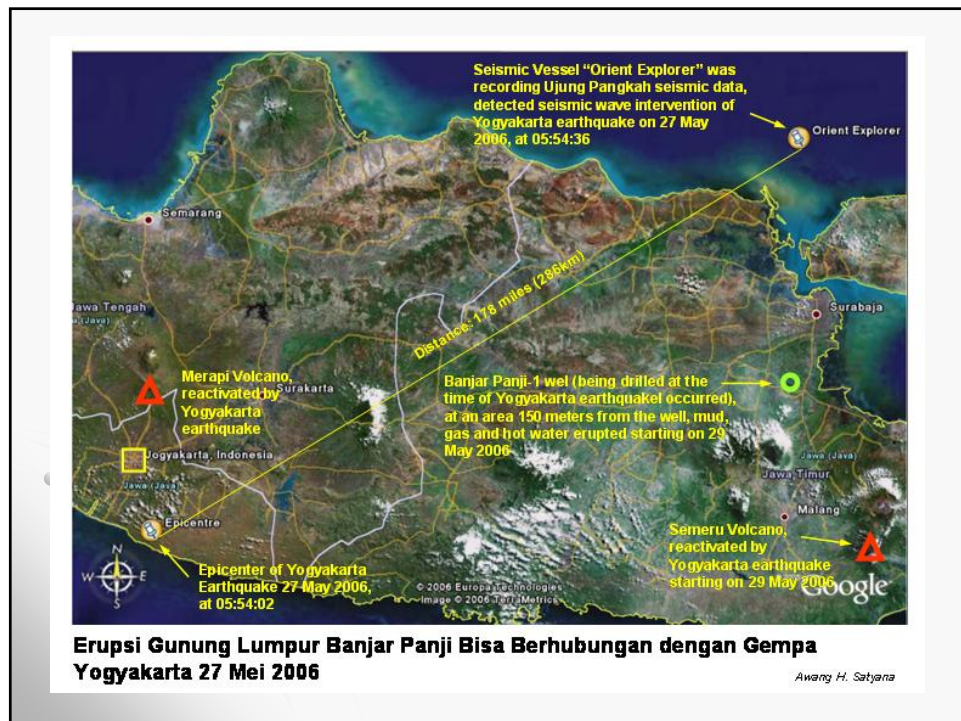 Seismic Vessel “Orient Explorer” was
recording Ujung Pangkah seismic data,
detected seismic wave intervention of
Yogyakarta earthquake on 27 May
2006, at 05:54:36
Orient Explorer
Semarang
Distance: 178 miles (286km)
Surabaja
Jawa Tengah
(Java)
Merapi Volcano,
reactivated by
Yogyakarta
earthquake
Surakarta
Banjar Panji-1 wel (being drilled at the
time of Yogyakarta earthquakel occurred),
at an area 150 meters from the well, mud,
gas and hot water erupted starting on 29
May 2006
Jogyakarta, Indonesia
Jawa (Java)
Jawa (Java)
Jawa Timur
Malang
Epicentre
Semeru Volcano,
reactivated by
Yogyakarta earthquake
starting on 29 May 2006
N
W E
S
Epicenter of Yogyakarta
Earthquake 27 May 2006,
at 05:54:02
© 2006 Europa Technologies
Image © 2006 TerraMetrics
Google
Erupsi Gunung Lumpur Banjar Panji Bisa Berhubungan dengan Gempa
Yogyakarta 27 Mei 2006
Awang H. Satyana